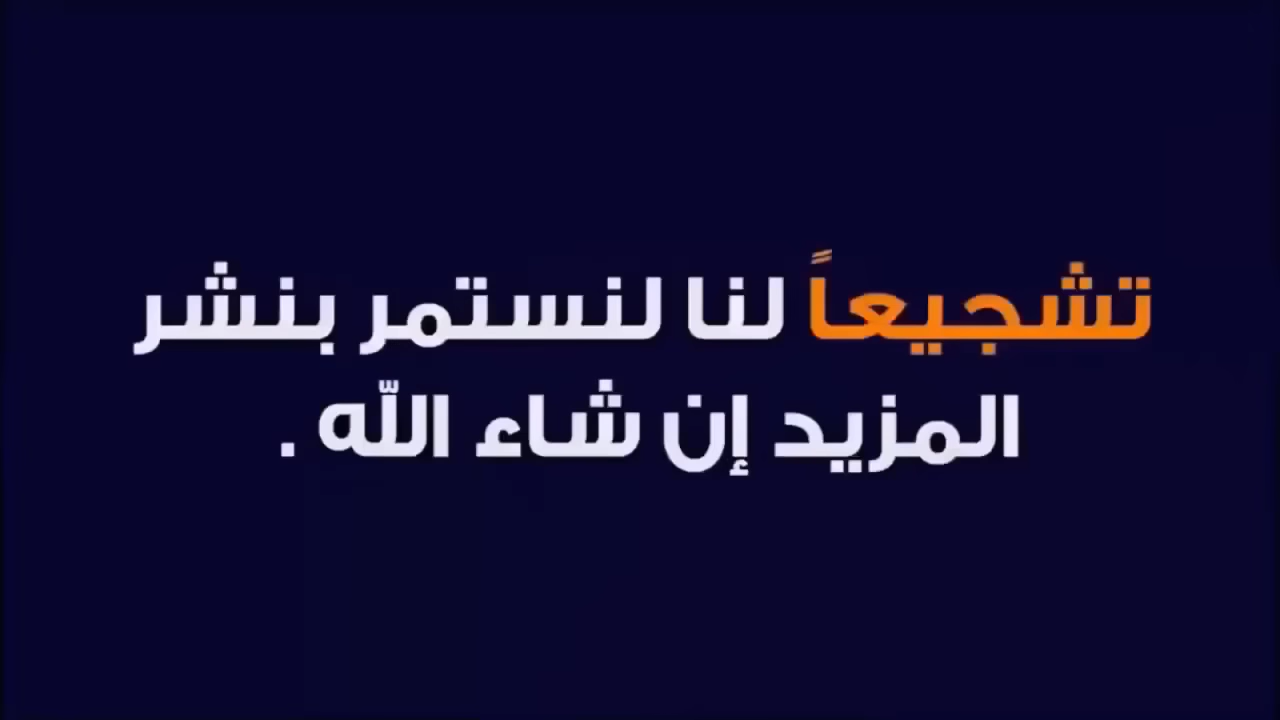 تشجيعاً لنا لنستمر بنشر
المزيد إن شاء اللّه .